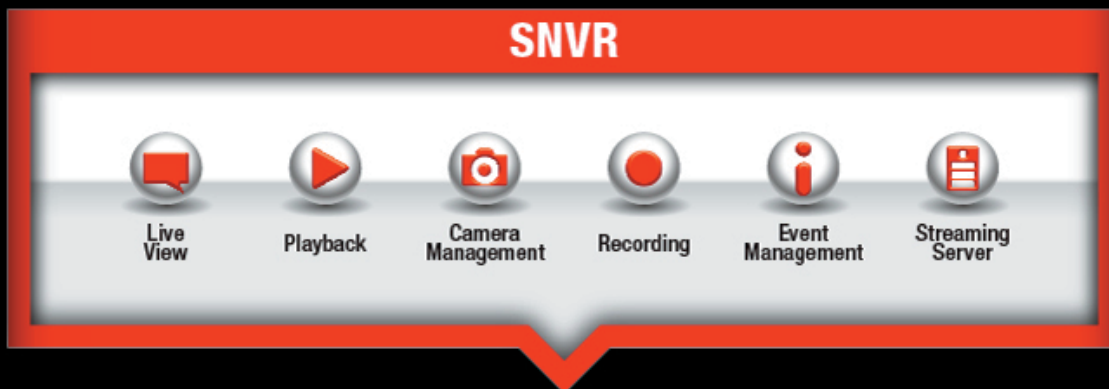 SNVR
Live
View
Playback
Camera
Management
Recording
Event
Management
Streaming
Server